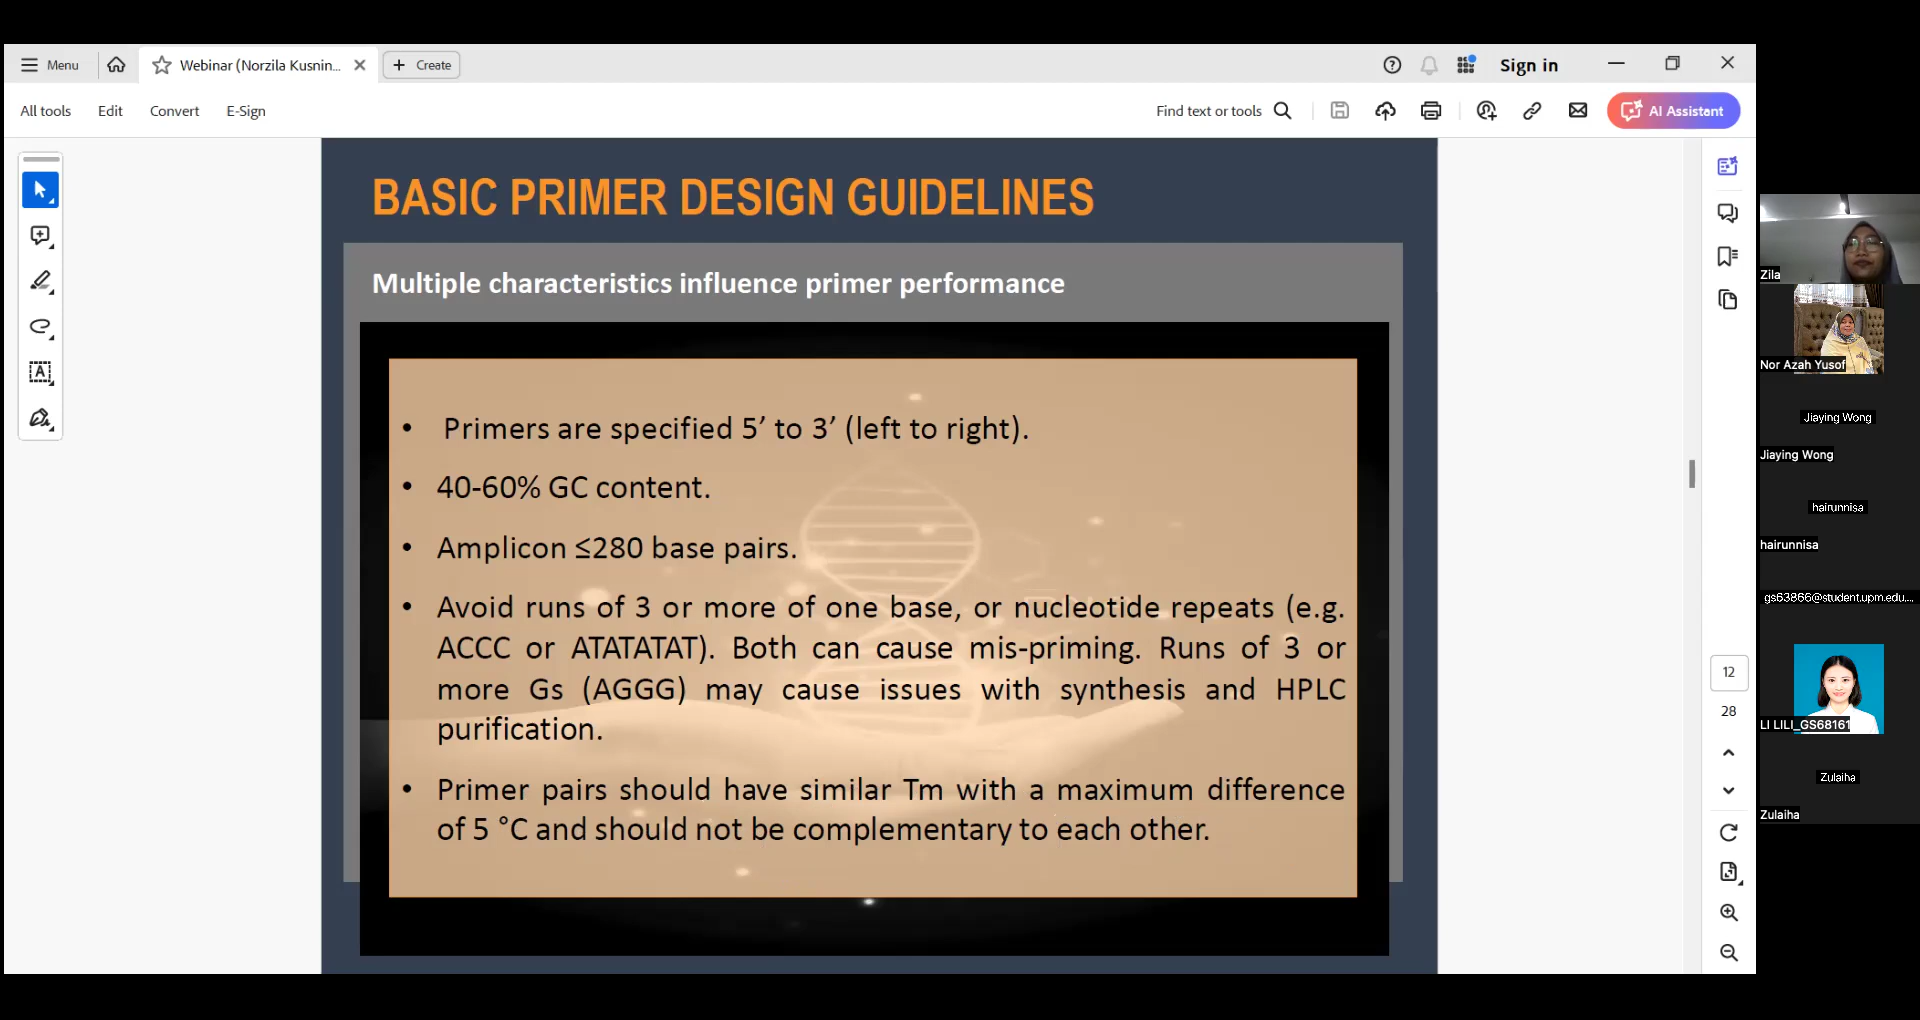 Menu
Webinar (Norzila Kusnin...
Create
Sign in
All tools
Edit
Convert
E-Sign
Find text or tools
AI Assistant
BASIC PRIMER DESIGN GUIDELINES
Multiple characteristics influence primer performance
• Primers are specified 5’ to 3’ (left to right).
• 40-60% GC content.
• Amplicon ≤280 base pairs.
• Avoid runs of 3 or more of one base, or nucleotide repeats (e.g.
ACCC or ATATATAT). Both can cause mis-priming. Runs of 3 or
more Gs (AGGG) may cause issues with synthesis and HPLC
purification.
• Primer pairs should have similar Tm with a maximum difference
of 5 °C and should not be complementary to each other.
12
28
Zila
Nor Azah Yusof
Jiaying Wong
Jiaying Wong
hairunnisa
hairunnisa
gs63866@student.upm.edu,...
LI LILI_GS68161
Zulaiha
Zulaiha